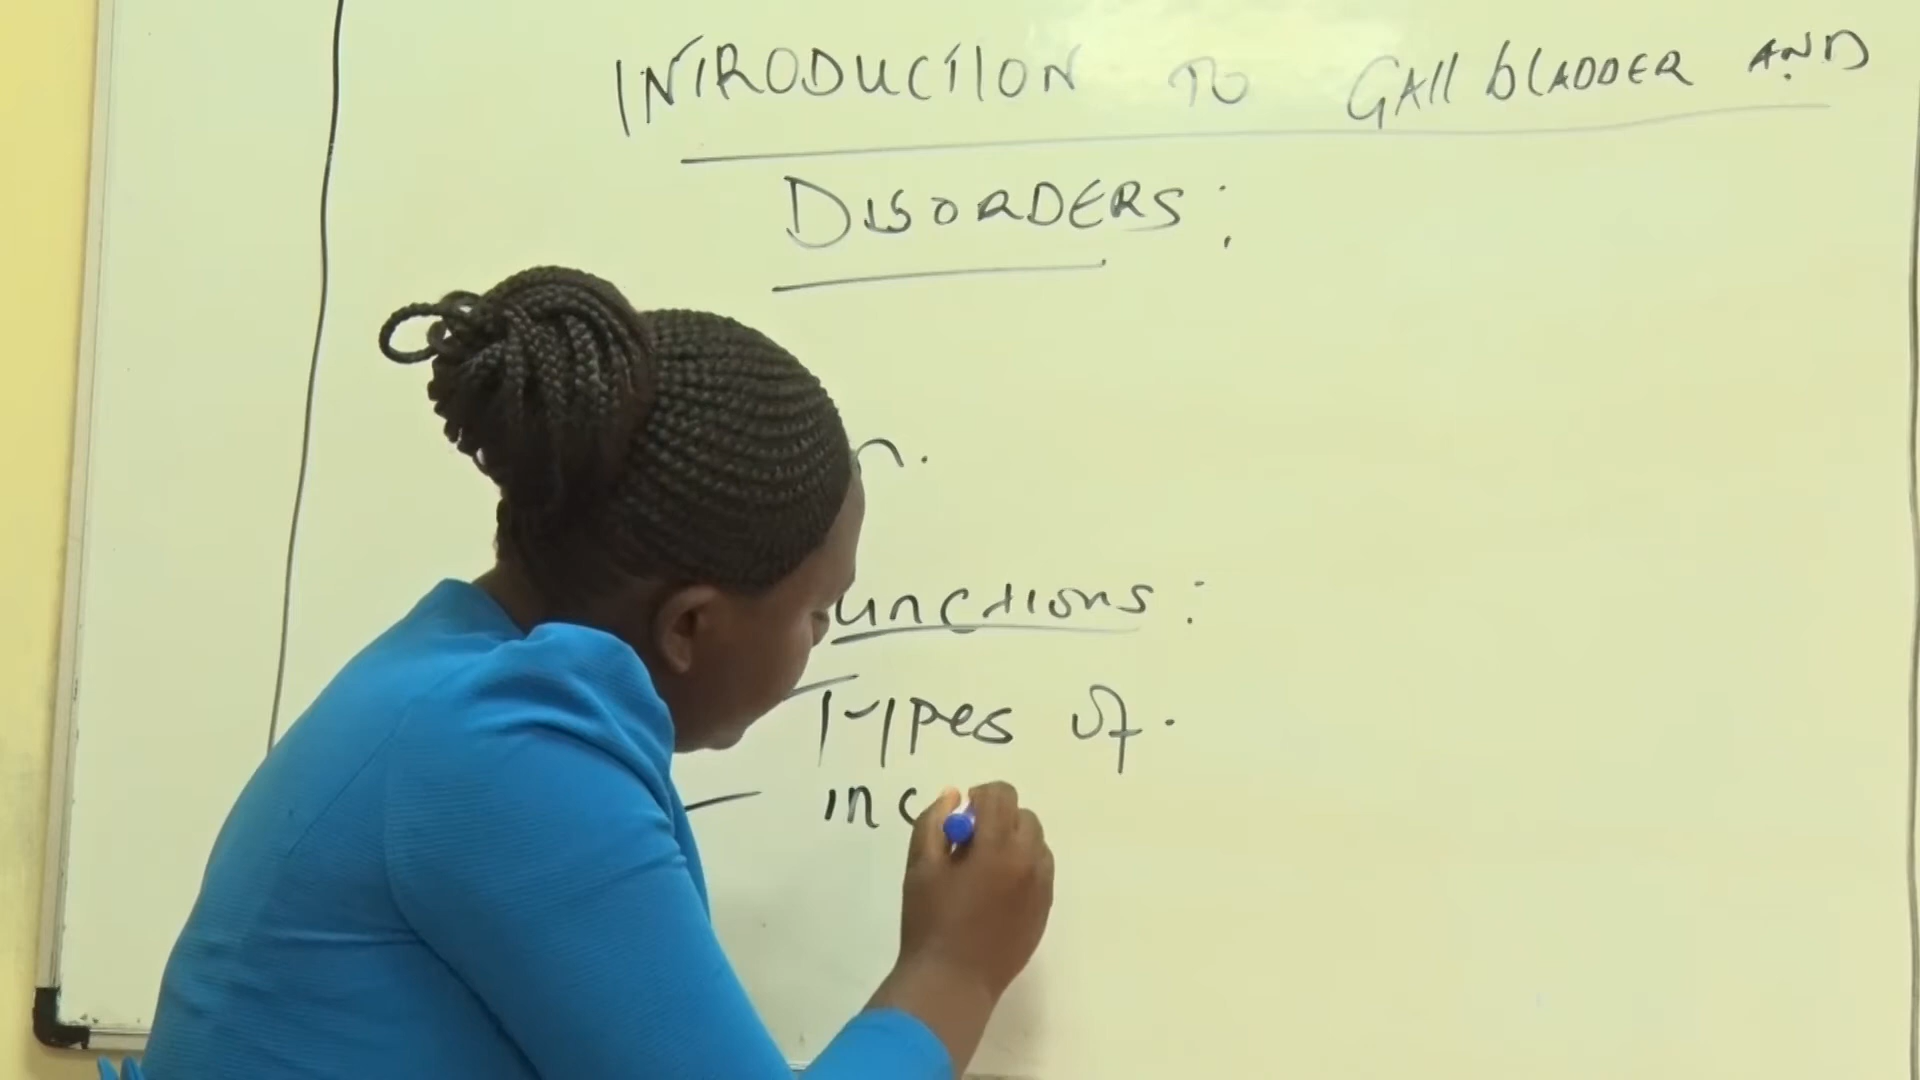 INTRODUCTION TO GAll blADDER AND
DISORDERS:
unctions:
Types of.
inc